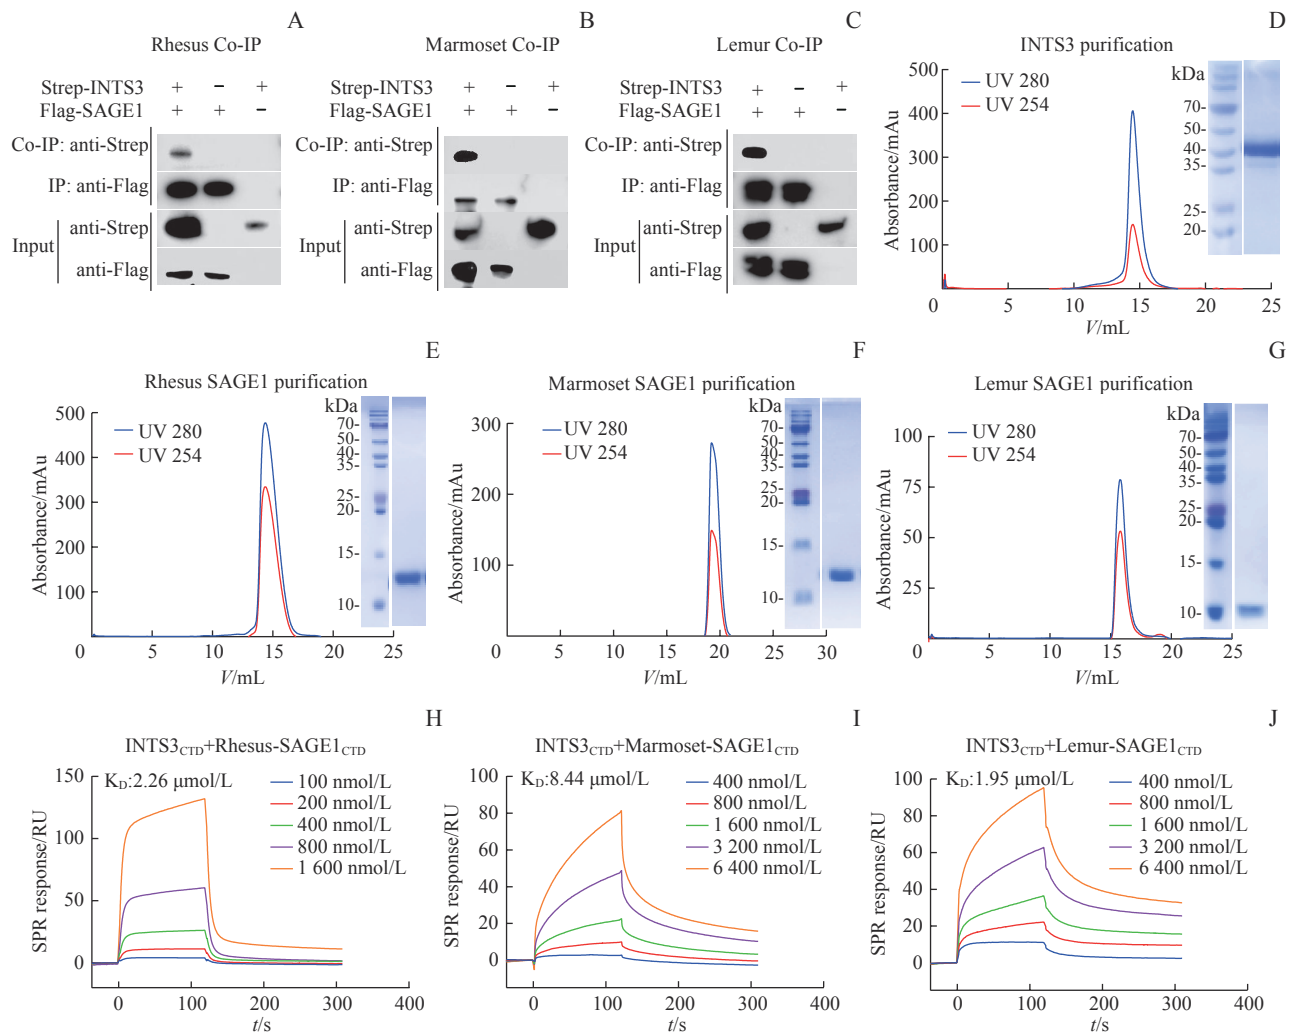 A
Rhesus Co-IP
Strep-INTS3 + − +
Flag-SAGE1 + + −
Co-IP: anti-Strep
IP: anti-Flag
Input
anti-Strep
anti-Flag
B
Marmoset Co-IP
Strep-INTS3 + − +
Flag-SAGE1 + + −
Co-IP: anti-Strep
IP: anti-Flag
Input
anti-Strep
anti-Flag
C
Lemur Co-IP
Strep-INTS3 + − +
Flag-SAGE1 + + −
Co-IP: anti-Strep
IP: anti-Flag
Input
anti-Strep
anti-Flag
D
INTS3 purification
UV 280
UV 254
Absorbance/mAu
500
400
300
200
100
0 5 10 15 20 25
V/mL
kDa
70-
50-
40-
35-
25-
20-
E
Rhesus SAGE1 purification
UV 280
UV 254
Absorbance/mAu
500
400
300
200
100
0 5 10 15 20 25
V/mL
kDa
70-
50-
40-
35-
25-
20-
15-
10-
F
Marmoset SAGE1 purification
UV 280
UV 254
Absorbance/mAu
300
200
100
0 5 10 15 20 25 30
V/mL
kDa
70-
50-
40-
35-
25-
20-
15-
10-
G
Lemur SAGE1 purification
UV 280
UV 254
Absorbance/mAu
100
75
50
25
0 5 10 15 20 25
V/mL
kDa
70-
50-
40-
35-
25-
20-
15-
10-
H
INTS3CTD+Rhesus-SAGE1CTD
KD:2.26 μmol/L
100 nmol/L
200 nmol/L
400 nmol/L
800 nmol/L
1 600 nmol/L
SPR response/RU
150
100
50
0
0 100 200 300 400
t/s
I
INTS3CTD+Marmoset-SAGE1CTD
KD:8.44 μmol/L
400 nmol/L
800 nmol/L
1 600 nmol/L
3 200 nmol/L
6 400 nmol/L
SPR response/RU
100
80
60
40
20
0
0 100 200 300 400
t/s
J
INTS3CTD+Lemur-SAGE1CTD
KD:1.95 μmol/L
400 nmol/L
800 nmol/L
1 600 nmol/L
3 200 nmol/L
6 400 nmol/L
SPR response/RU
100
80
60
40
20
0
0 100 200 300 400
t/s